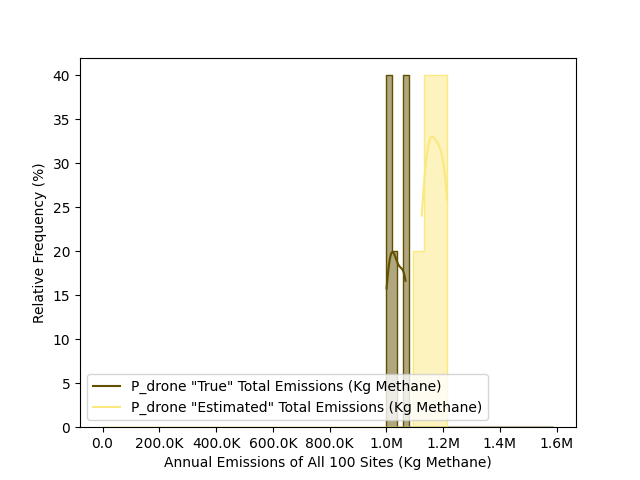 40
35
30
25
20
15
10
5
0
Relative Frequency (%)
P_drone "True" Total Emissions (Kg Methane)
P_drone "Estimated" Total Emissions (Kg Methane)
0.0 200.0K 400.0K 600.0K 800.0K 1.0M 1.2M 1.4M 1.6M
Annual Emissions of All 100 Sites (Kg Methane)